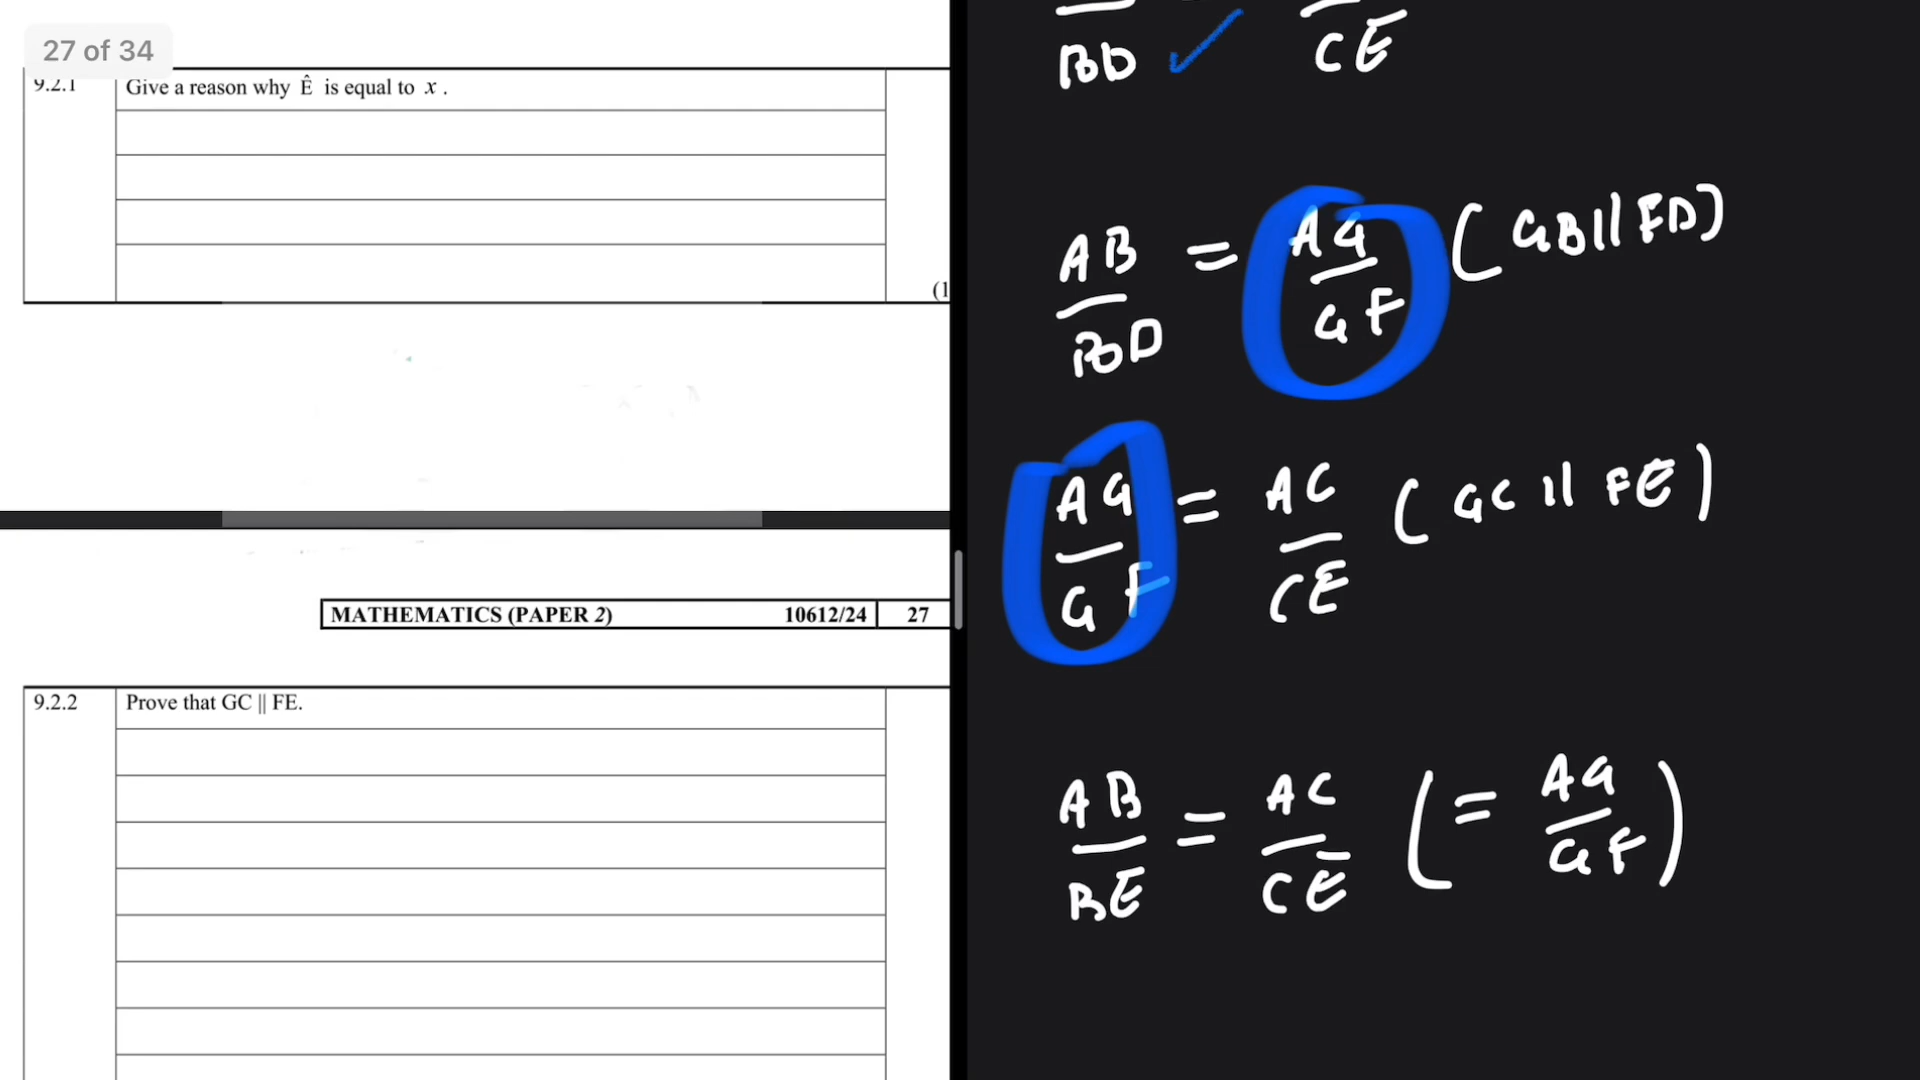 27 of 34
9.2.1 Give a reason why Ê is equal to x .
(1
MATHEMATICS (PAPER 2) 10612/24 27
9.2.2 Prove that GC || FE.
BD ✓ CE
AB/BD = AG/GF (GB || FD)
AG/GF = AC/CE (GC || FE)
AB/BE = AC/CE (= AG/GF)